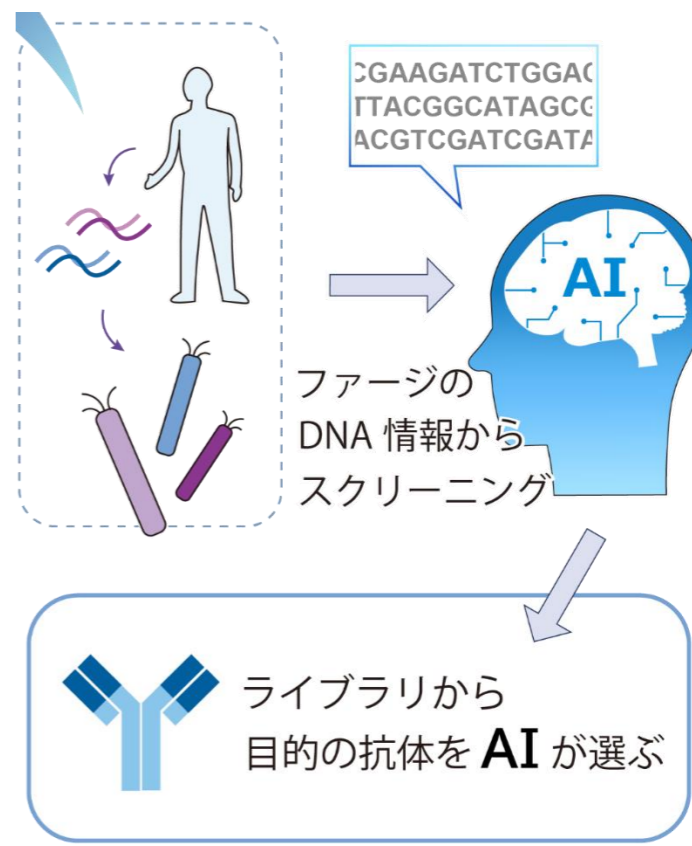 CGAAGATCTGGAC
TTACGGCATAGCG
ACGTCGATCGATA
AI
ファージの
DNA 情報から
スクリーニング
ライブラリから
目的の抗体を AI が選ぶ